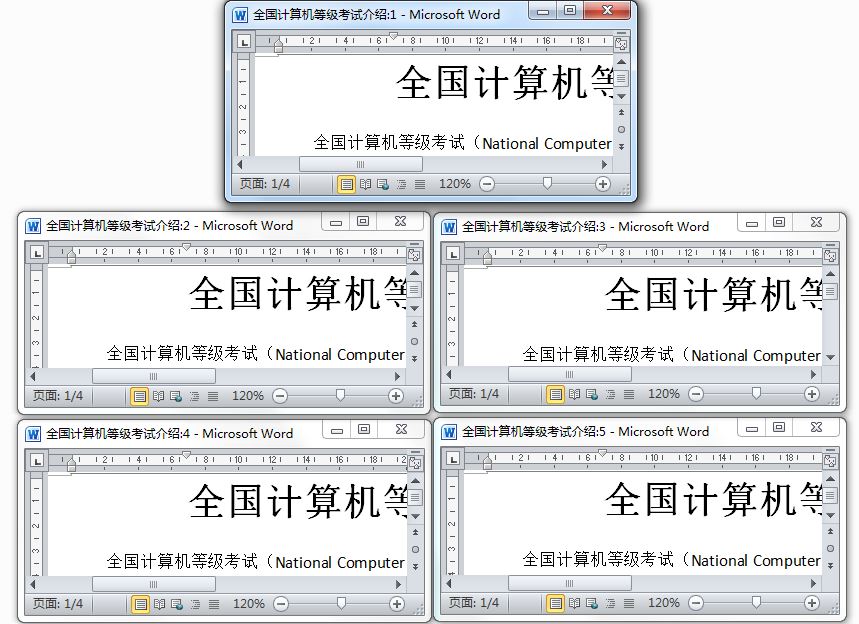 全国计算机等级考试介绍:1 - Microsoft Word
全国计算机等
全国计算机等级考试（National Computer
页面: 1/4 120%
全国计算机等级考试介绍:2 - Microsoft Word
全国计算机等
全国计算机等级考试（National Computer
页面: 1/4 120%
全国计算机等级考试介绍:3 - Microsoft Word
全国计算机等
全国计算机等级考试（National Computer
页面: 1/4 120%
全国计算机等级考试介绍:4 - Microsoft Word
全国计算机等
全国计算机等级考试（National Computer
页面: 1/4 120%
全国计算机等级考试介绍:5 - Microsoft Word
全国计算机等
全国计算机等级考试（National Computer
页面: 1/4 120%